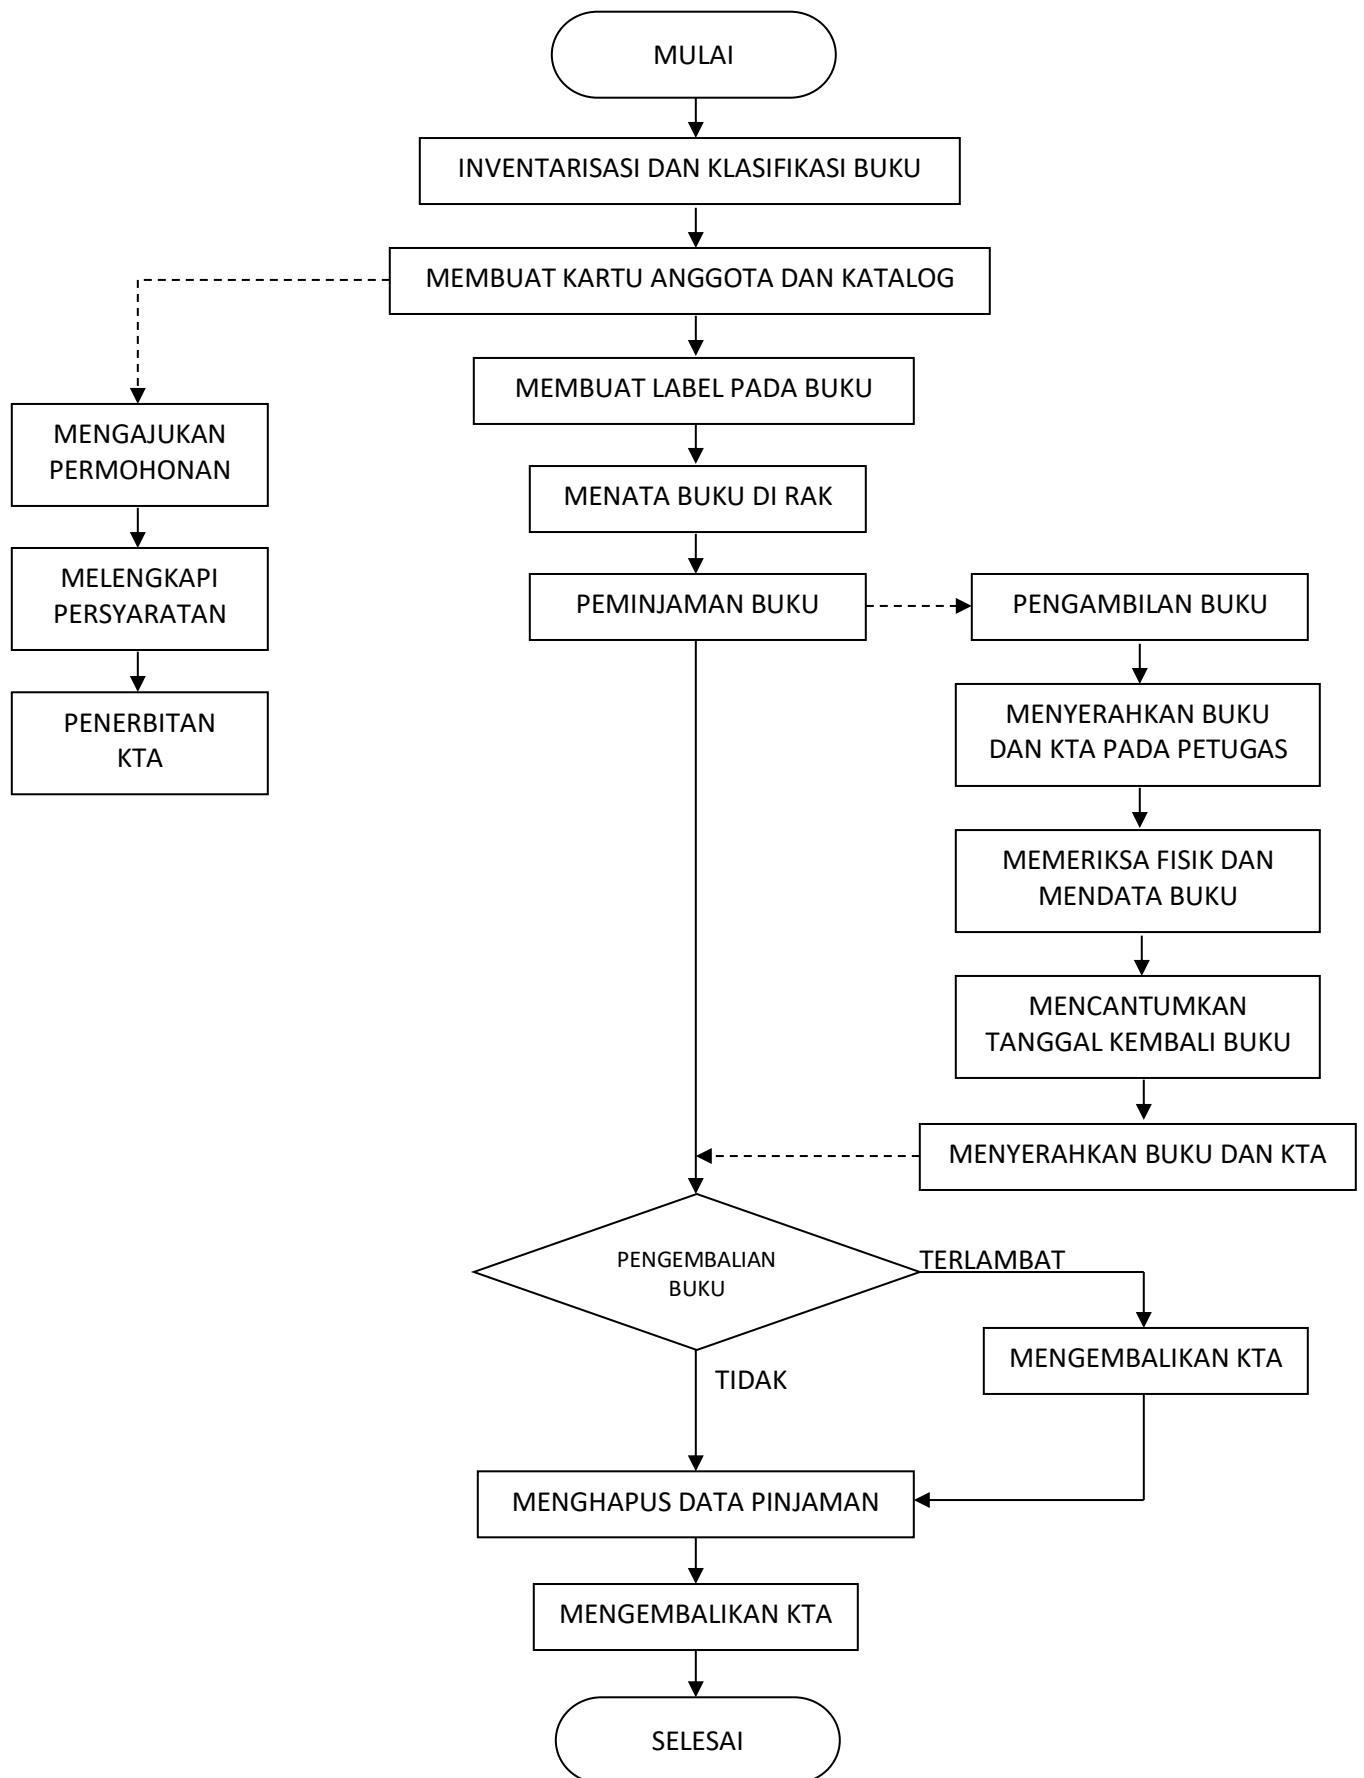 MULAI
INVENTARISASI DAN KLASIFIKASI BUKU
MEMBUAT KARTU ANGGOTA DAN KATALOG
MEMBUAT LABEL PADA BUKU
MENGAJUKAN
PERMOHONAN
MENATA BUKU DI RAK
MELENGKAPI
PERSYARATAN
PEMINJAMAN BUKU
PENGAMBILAN BUKU
PENERBITAN
KTA
MENYERAHKAN BUKU
DAN KTA PADA PETUGAS
MEMERIKSA FISIK DAN
MENDATA BUKU
MENCANTUMKAN
TANGGAL KEMBALI BUKU
MENYERAHKAN BUKU DAN KTA
PENGEMBALIAN
BUKU
TERLAMBAT
MENGEMBALIKAN KTA
TIDAK
MENGHAPUS DATA PINJAMAN
MENGEMBALIKAN KTA
SELESAI